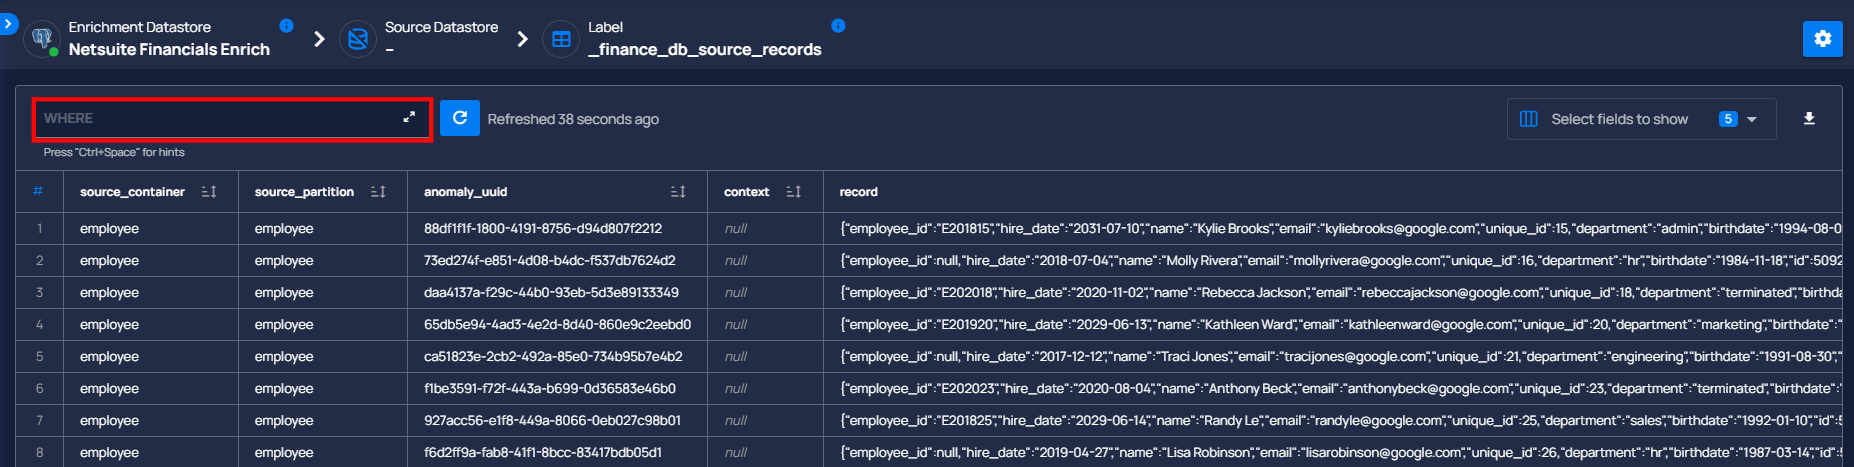 Enrichment Datastore
Netsuite Financials Enrich
Source Datastore
–
Label
_finance_db_source_records
WHERE
Refreshed 38 seconds ago
Select fields to show 5
Press "Ctrl+Space" for hints
# source_container source_partition anomaly_uuid context record
1 employee employee 88df1f1f-1800-4191-8756-d94d807f2212 null {"employee_id":"E201815","hire_date":"2031-07-10","name":"Kylie Brooks","email":"kyliebrooks@google.com","unique_id":15,"department":"admin","birthdate":"1994-08-0
2 employee employee 73ed274f-e851-4d08-b4dc-f537db7624d2 null {"employee_id":null,"hire_date":"2018-07-04","name":"Molly Rivera","email":"mollyrivera@google.com","unique_id":16,"department":"hr","birthdate":"1984-11-18","id":5092
3 employee employee daa4137a-f29c-44b0-93eb-5d3e89133349 null {"employee_id":"E202018","hire_date":"2020-11-02","name":"Rebecca Jackson","email":"rebeccajackson@google.com","unique_id":18,"department":"terminated","birthda
4 employee employee 65db5e94-4ad3-4e2d-8d40-860e9c2eebd0 null {"employee_id":"E201920","hire_date":"2029-06-13","name":"Kathleen Ward","email":"kathleenward@google.com","unique_id":20,"department":"marketing","birthdate":"
5 employee employee ca51823e-2cb2-492a-85e0-734b95b7e4b2 null {"employee_id":null,"hire_date":"2017-12-12","name":"Traci Jones","email":"tracijones@google.com","unique_id":21,"department":"engineering","birthdate":"1991-08-30","
6 employee employee f1be3591-f72f-443a-b699-0d36583e46b0 null {"employee_id":"E202023","hire_date":"2020-08-04","name":"Anthony Beck","email":"anthonybeck@google.com","unique_id":23,"department":"terminated","birthdate":"
7 employee employee 927acc56-e1f8-449a-8066-0eb027c98b01 null {"employee_id":"E201825","hire_date":"2029-06-14","name":"Randy Le","email":"randyle@google.com","unique_id":25,"department":"sales","birthdate":"1992-01-10","id":5
8 employee employee f6d2ff9a-fab8-41f1-8bcc-83417bdb05d1 null {"employee_id":null,"hire_date":"2019-04-27","name":"Lisa Robinson","email":"lisarobinson@google.com","unique_id":26,"department":"hr","birthdate":"1987-03-14","id":